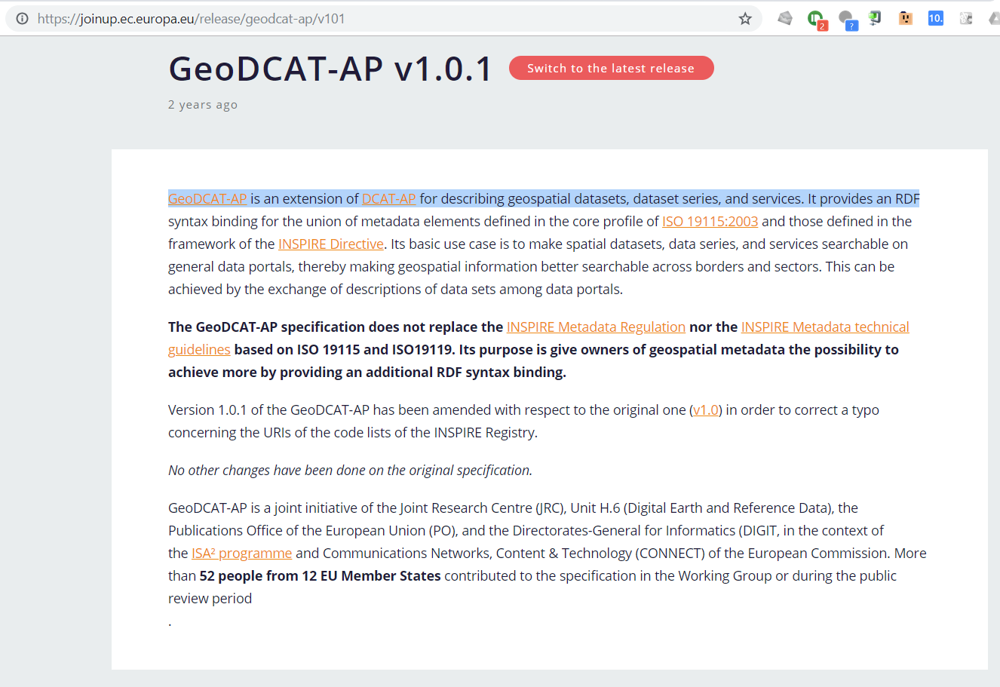 https://joinup.ec.europa.eu/release/geodcat-ap/v101
2
?
10.
GeoDCAT-AP v1.0.1
Switch to the latest release
2 years ago
GeoDCAT-AP is an extension of DCAT-AP for describing geospatial datasets, dataset series, and services. It provides an RDF
syntax binding for the union of metadata elements defined in the core profile of ISO 19115:2003 and those defined in the
framework of the INSPIRE Directive. Its basic use case is to make spatial datasets, data series, and services searchable on
general data portals, thereby making geospatial information better searchable across borders and sectors. This can be
achieved by the exchange of descriptions of data sets among data portals.
The GeoDCAT-AP specification does not replace the INSPIRE Metadata Regulation nor the INSPIRE Metadata technical
guidelines based on ISO 19115 and ISO19119. Its purpose is give owners of geospatial metadata the possibility to
achieve more by providing an additional RDF syntax binding.
Version 1.0.1 of the GeoDCAT-AP has been amended with respect to the original one (v1.0) in order to correct a typo
concerning the URIs of the code lists of the INSPIRE Registry.
No other changes have been done on the original specification.
GeoDCAT-AP is a joint initiative of the Joint Research Centre (JRC), Unit H.6 (Digital Earth and Reference Data), the
Publications Office of the European Union (PO), and the Directorates-General for Informatics (DIGIT, in the context of
the ISA² programme and Communications Networks, Content & Technology (CONNECT) of the European Commission. More
than 52 people from 12 EU Member States contributed to the specification in the Working Group or during the public
review period
.